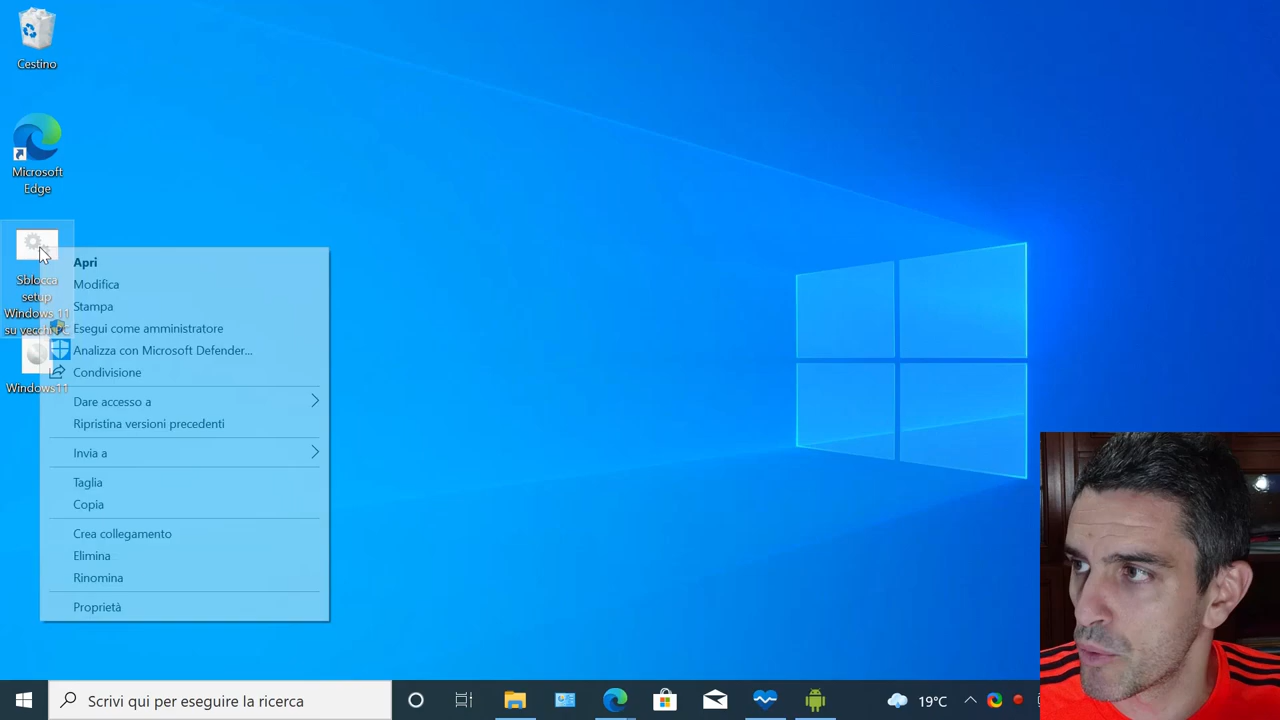 Cestino
Microsoft
Edge
Sblocca
setup
Windows 11
su vecchi
Windows11
Apri
Modifica
Stampa
Esegui come amministratore
Analizza con Microsoft Defender...
Condivisione
Dare accesso a
Ripristina versioni precedenti
Invia a
Taglia
Copia
Crea collegamento
Elimina
Rinomina
Proprietà
Scrivi qui per eseguire la ricerca
19°C